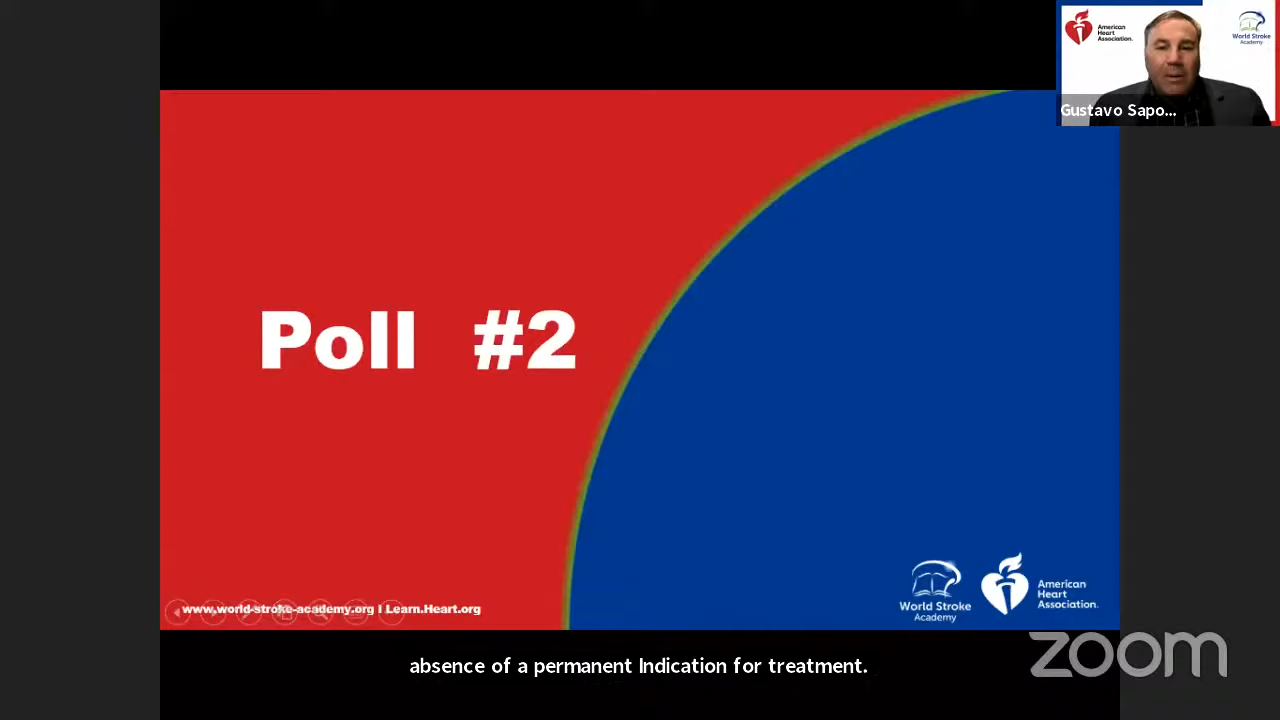 American
Heart
Association.
World Stroke
Academy
Gustavo Sapo...
Poll #2
www.world-stroke-academy.org I Learn.Heart.org
World Stroke
Academy
American
Heart
Association.
absence of a permanent Indication for treatment.
zoom